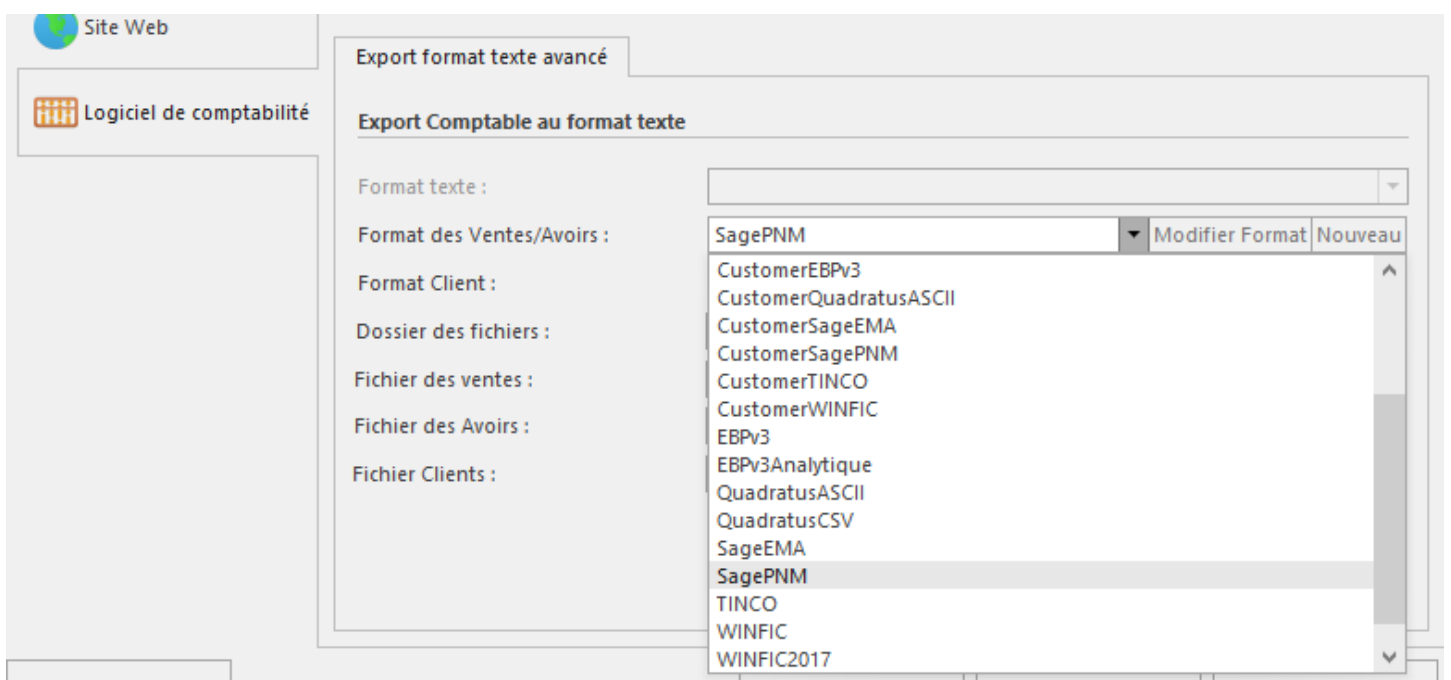 Site Web
Logiciel de comptabilité
Export format texte avancé
Export Comptable au format texte
Format texte :
Format des Ventes/Avoirs :
SagePNM
Modifier Format
Nouveau
Format Client :
Dossier des fichiers :
Fichier des ventes :
Fichier des Avoirs :
Fichier Clients :
CustomerEBPv3
CustomerQuadratusASCII
CustomerSageEMA
CustomerSagePNM
CustomerTINCO
CustomerWINFIC
EBPv3
EBPv3Analytique
QuadratusASCII
QuadratusCSV
SageEMA
SagePNM
TINCO
WINFIC
WINFIC2017